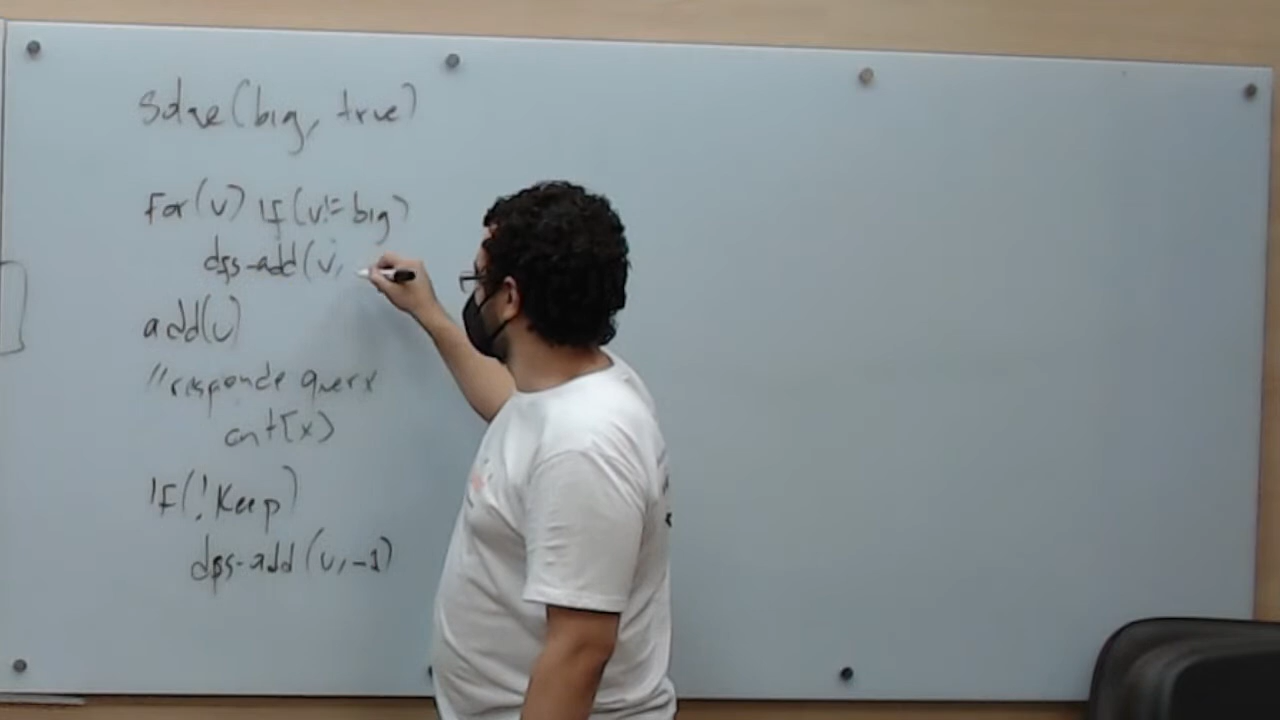 solve(big, true)
for(v) if(v!=big)
dfs-add(v,
add(u)
//responde query
cnt[x]
if(!keep)
dfs-add(u,-1)